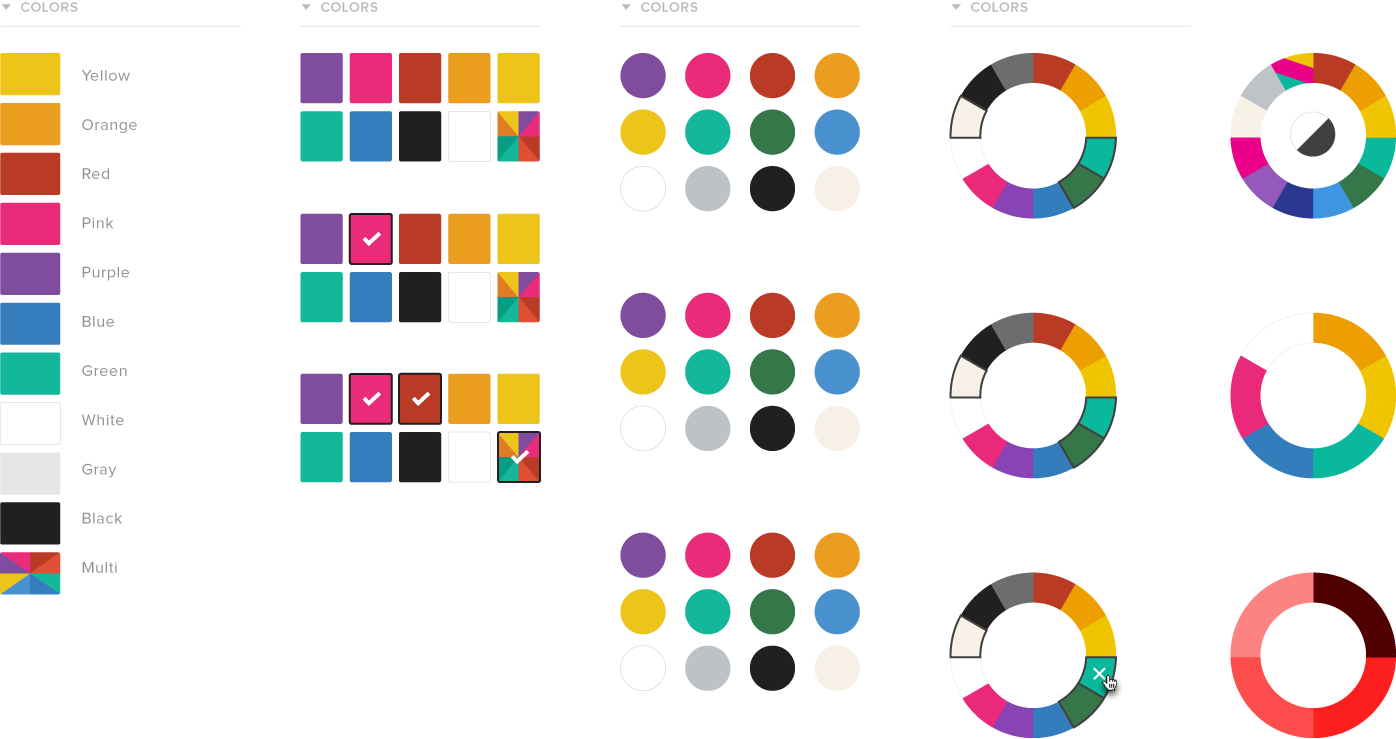 COLORS
Yellow
Orange
Red
Pink
Purple
Blue
Green
White
Gray
Black
Multi
COLORS
COLORS
COLORS